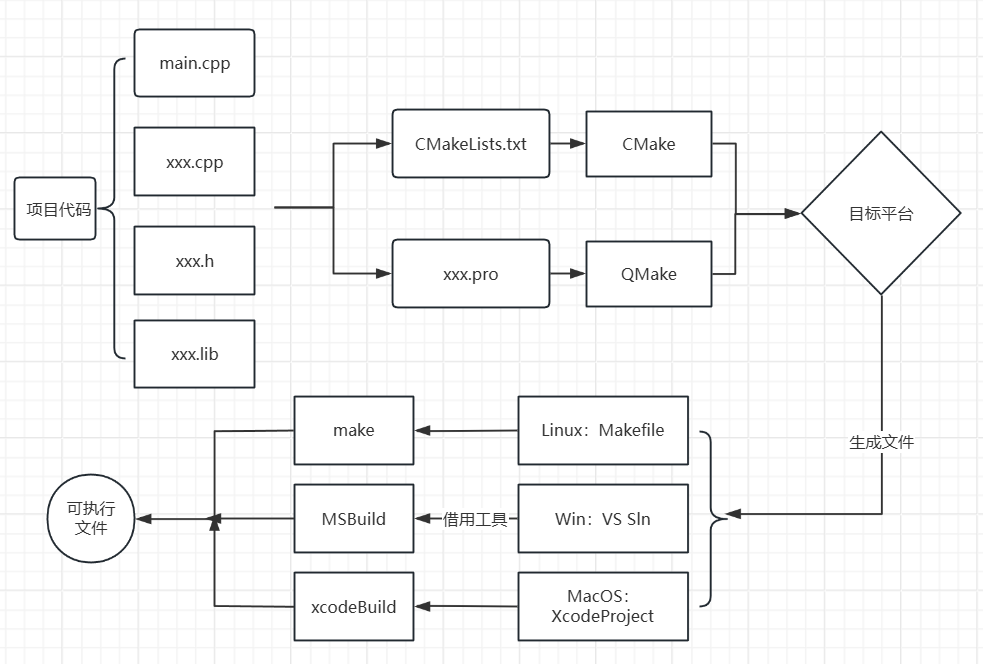 main.cpp
xxx.cpp
项目代码
xxx.h
xxx.lib
CMakeLists.txt
CMake
xxx.pro
QMake
目标平台
生成文件
Linux：Makefile
make
Win：VS Sln
借用工具
MSBuild
MacOS：
XcodeProject
xcodeBuild
可执行
文件